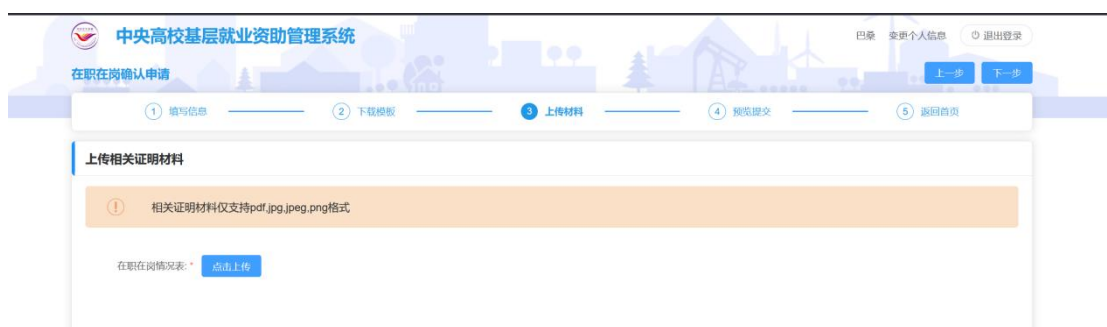 中央高校基层就业资助管理系统
巴桑 变更个人信息 退出登录
在职在岗确认申请
上一步 下一步
1 填写信息 2 下载模板 3 上传材料 4 预览提交 5 返回首页
上传相关证明材料
相关证明材料仅支持pdf,jpg,jpeg,png格式
在职在岗情况表:* 点击上传